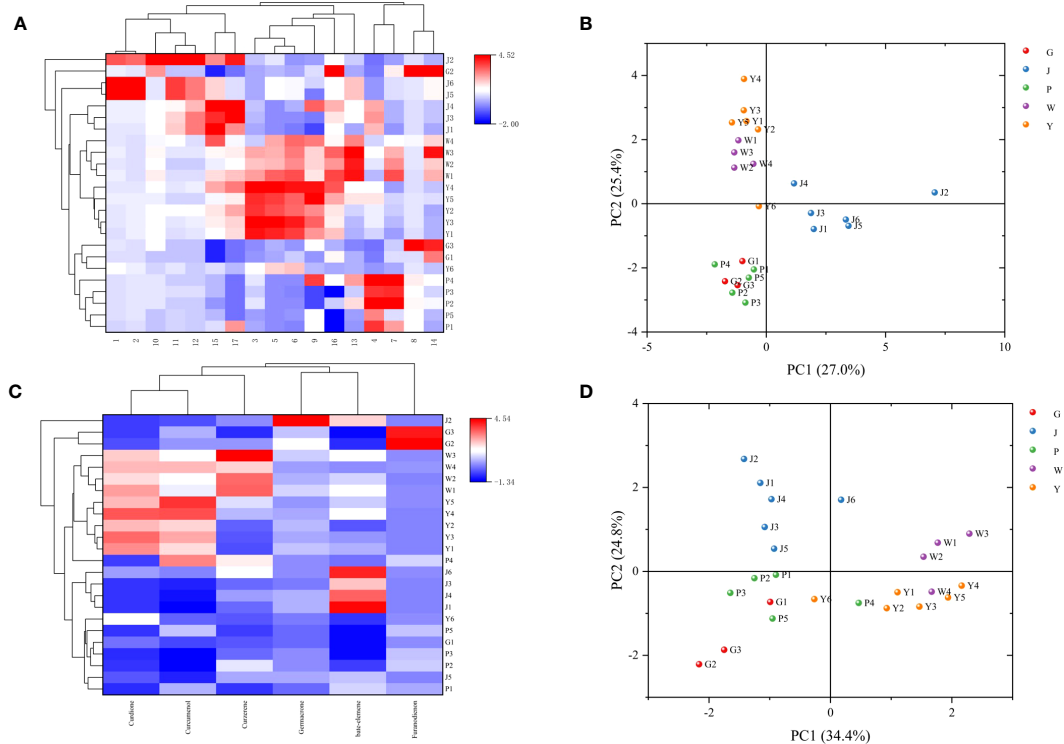 A
J2
G2
J6
J5
J4
J3
J1
W4
W3
W2
W1
Y4
Y5
Y2
Y3
Y1
G3
G1
Y6
P4
P3
P2
P5
P1
1 2 10 11 12 15 17 3 5 6 9 16 13 4 7 8 14
4.52
-2.00
B
PC2 (25.4%)
4
2
0
-2
-4
-5 0 5 10
PC1 (27.0%)
Y4
Y3
Y5
Y1
Y2
W1
W3
W2
W4
J4
J2
Y6
J3
J6
J1
J5
P4
G1
P1
G2
P5
G3
P2
P3
G
J
P
W
Y
C
J2
G3
G2
W3
W4
W2
W1
Y5
Y4
Y2
Y3
Y1
P4
J6
J3
J4
J1
Y6
P5
G1
P3
P2
J5
P1
Curdione
Curcumenol
Curzerene
Germacrone
bate-elemene
Furanodienon
4.54
-1.34
D
PC2 (24.8%)
4
2
0
-2
-2 0 2
PC1 (34.4%)
J2
J1
J4
J6
J3
J5
W3
W1
W2
P2
P1
P3
G1
Y6
P5
P4
Y1
Y2
Y3
W4
Y4
Y5
G3
G2
G
J
P
W
Y